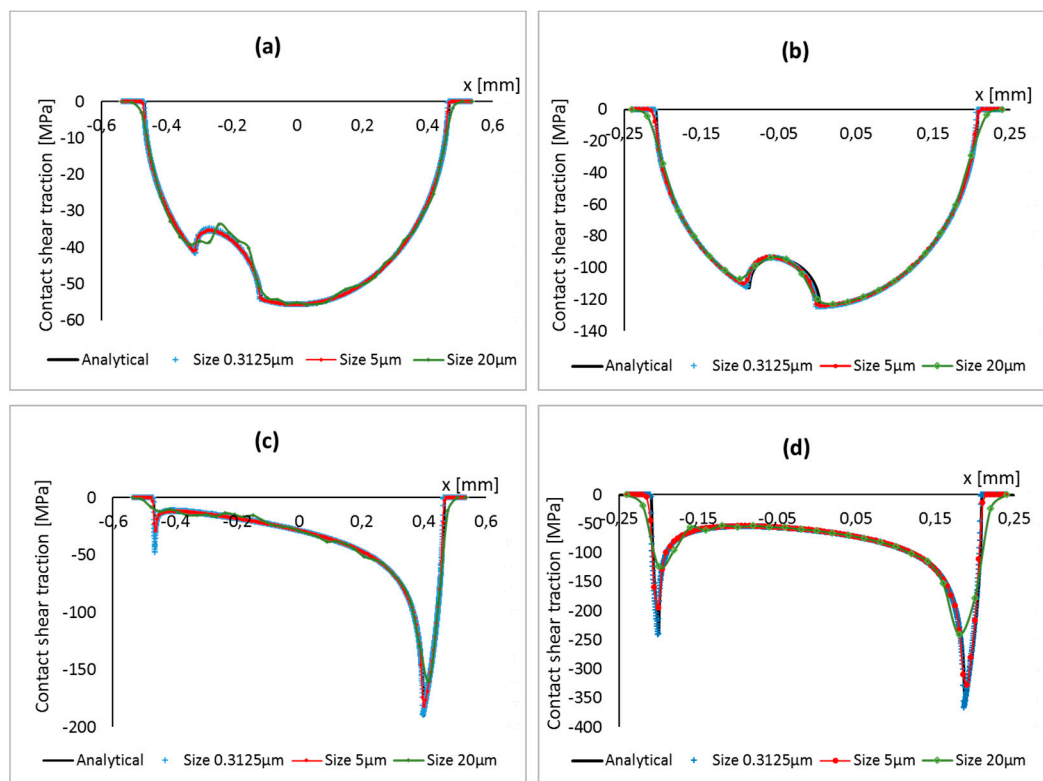 (a)
x [mm]
0
-0,6 -0,4 -0,2 0 0,2 0,4 0,6
-10
-20
-30
-40
-50
-60
Contact shear traction [MPa]
Analytical Size 0.3125µm Size 5µm Size 20µm
(b)
x [mm]
0
-0,25 -0,15 -0,05 0,05 0,15 0,25
-20
-40
-60
-80
-100
-120
-140
Contact shear traction [MPa]
Analytical Size 0.3125µm Size 5µm Size 20µm
(c)
x [mm]
0
-0,6 -0,4 -0,2 0 0,2 0,4 0,6
-50
-100
-150
-200
Contact shear traction [MPa]
Analytical Size 0.3125µm Size 5µm Size 20µm
(d)
x [mm]
0
-0,25 -0,15 -0,05 0,05 0,15 0,25
-50
-100
-150
-200
-250
-300
-350
-400
Contact shear traction [MPa]
Analytical Size 0.3125µm Size 5µm Size 20µm